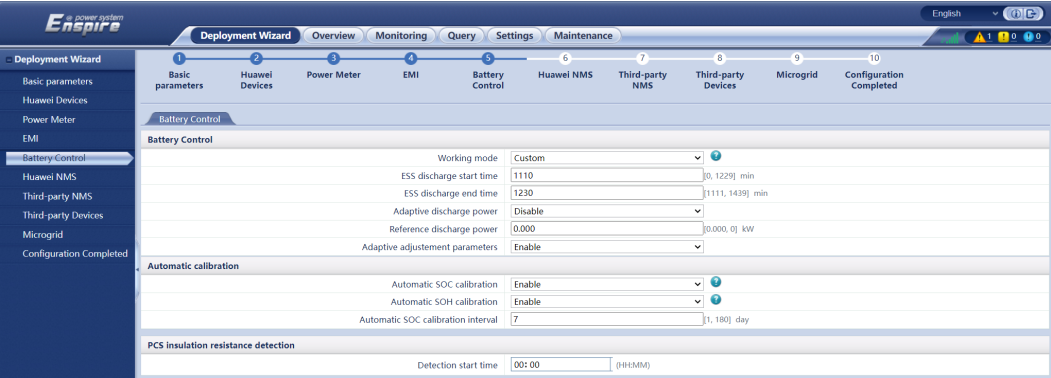 e power system
Enspire
English
Deployment Wizard Overview Monitoring Query Settings Maintenance
1 0 0
Deployment Wizard
Basic parameters
Huawei Devices
Power Meter
EMI
Battery Control
Huawei NMS
Third-party NMS
Third-party Devices
Microgrid
Configuration Completed
1 2 3 4 5 6 7 8 9 10
Basic parameters
Huawei Devices
Power Meter
EMI
Battery Control
Huawei NMS
Third-party NMS
Third-party Devices
Microgrid
Configuration Completed
Battery Control
Battery Control
Working mode Custom
ESS discharge start time 1110 [0, 1229] min
ESS discharge end time 1230 [1111, 1439] min
Adaptive discharge power Disable
Reference discharge power 0.000 [0.000, 0] kW
Adaptive adjustement parameters Enable
Automatic calibration
Automatic SOC calibration Enable
Automatic SOH calibration Enable
Automatic SOC calibration interval 7 [1, 180] day
PCS insulation resistance detection
Detection start time 00:00 (HH:MM)